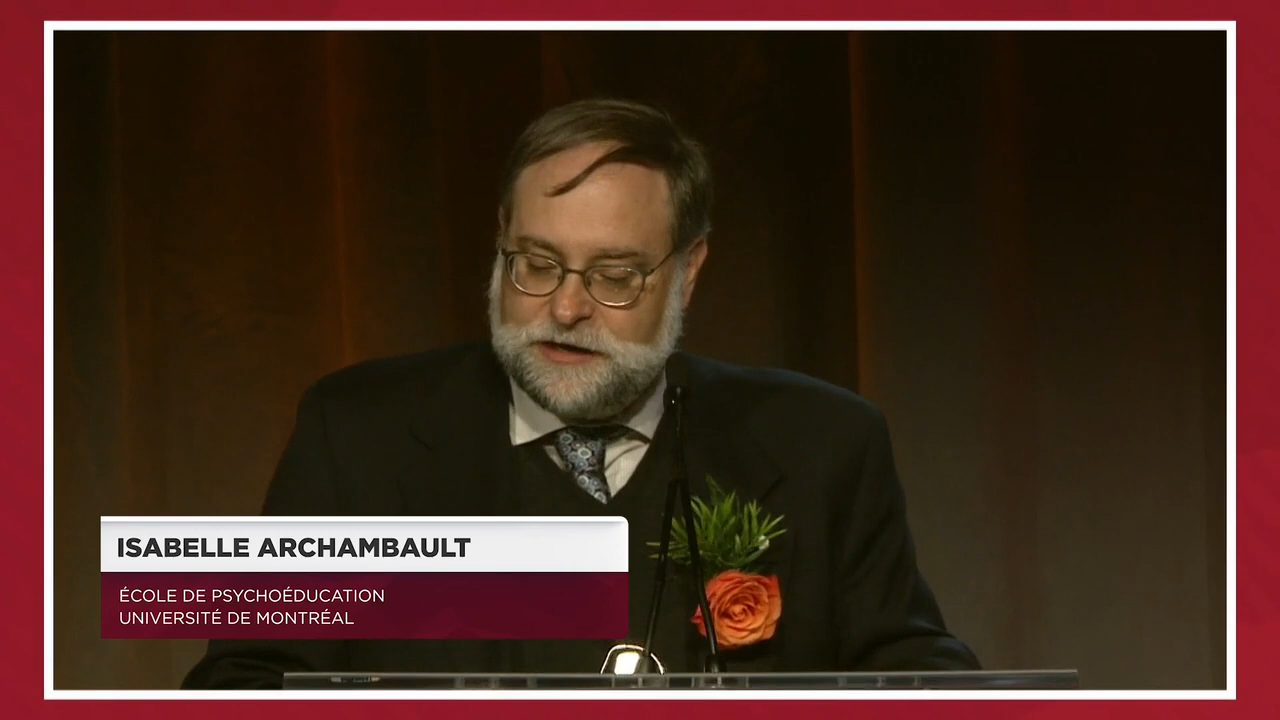 ISABELLE ARCHAMBAULT
ÉCOLE DE PSYCHOÉDUCATION
UNIVERSITÉ DE MONTRÉAL